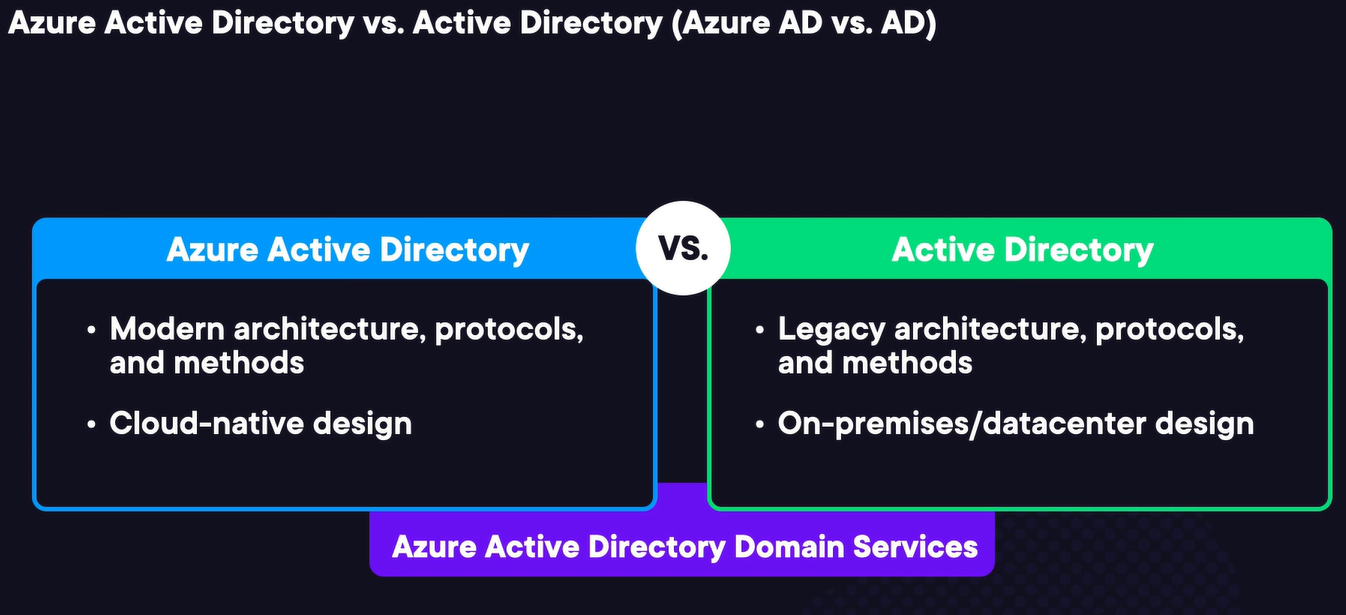 Azure Active Directory vs. Active Directory (Azure AD vs. AD)
Azure Active Directory
VS.
Active Directory
• Modern architecture, protocols,
and methods
• Cloud-native design
• Legacy architecture, protocols,
and methods
• On-premises/datacenter design
Azure Active Directory Domain Services